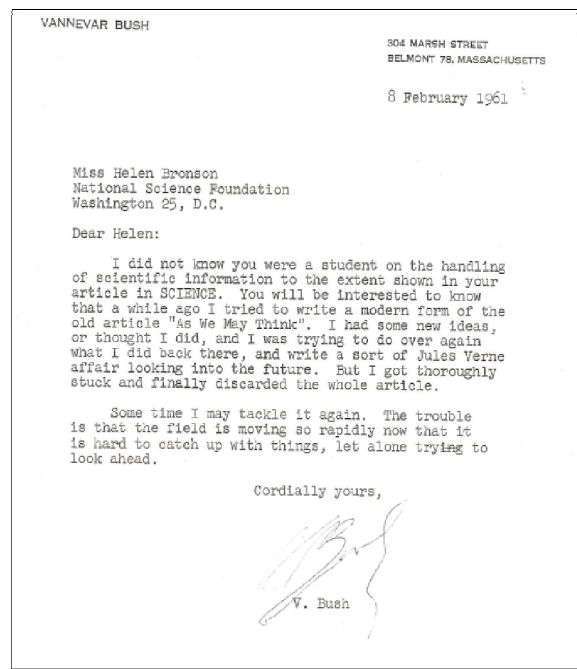 VANNEVAR BUSH
304 MARSH STREET
BELMONT 78, MASSACHUSETTS
8 February 1961
Miss Helen Bronson
National Science Foundation
Washington 25, D.C.
Dear Helen:
I did not know you were a student on the handling
of scientific information to the extent shown in your
article in SCIENCE. You will be interested to know
that a while ago I tried to write a modern form of the
old article "As We May Think". I had some new ideas,
or thought I did, and I was trying to do over again
what I did back there, and write a sort of Jules Verne
affair looking into the future. But I got thoroughly
stuck and finally discarded the whole article.
Some time I may tackle it again. The trouble
is that the field is moving so rapidly now that it
is hard to catch up with things, let alone trying to
look ahead.
Cordially yours,
V Bush
V. Bush